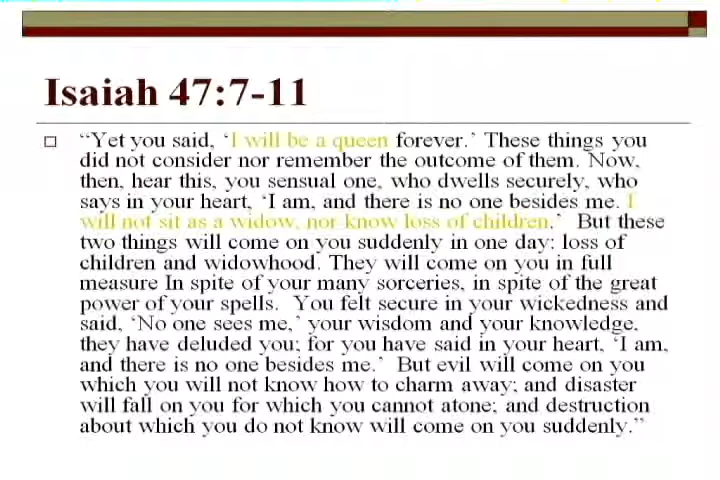 Isaiah 47:7-11
“Yet you said, ‘I will be a queen forever.’ These things you
did not consider nor remember the outcome of them. Now,
then, hear this, you sensual one, who dwells securely, who
says in your heart, ‘I am, and there is no one besides me. I
will not sit as a widow, nor know loss of children.’ But these
two things will come on you suddenly in one day: loss of
children and widowhood. They will come on you in full
measure In spite of your many sorceries, in spite of the great
power of your spells. You felt secure in your wickedness and
said, ‘No one sees me,’ your wisdom and your knowledge,
they have deluded you; for you have said in your heart, ‘I am,
and there is no one besides me.’ But evil will come on you
which you will not know how to charm away; and disaster
will fall on you for which you cannot atone; and destruction
about which you do not know will come on you suddenly.”